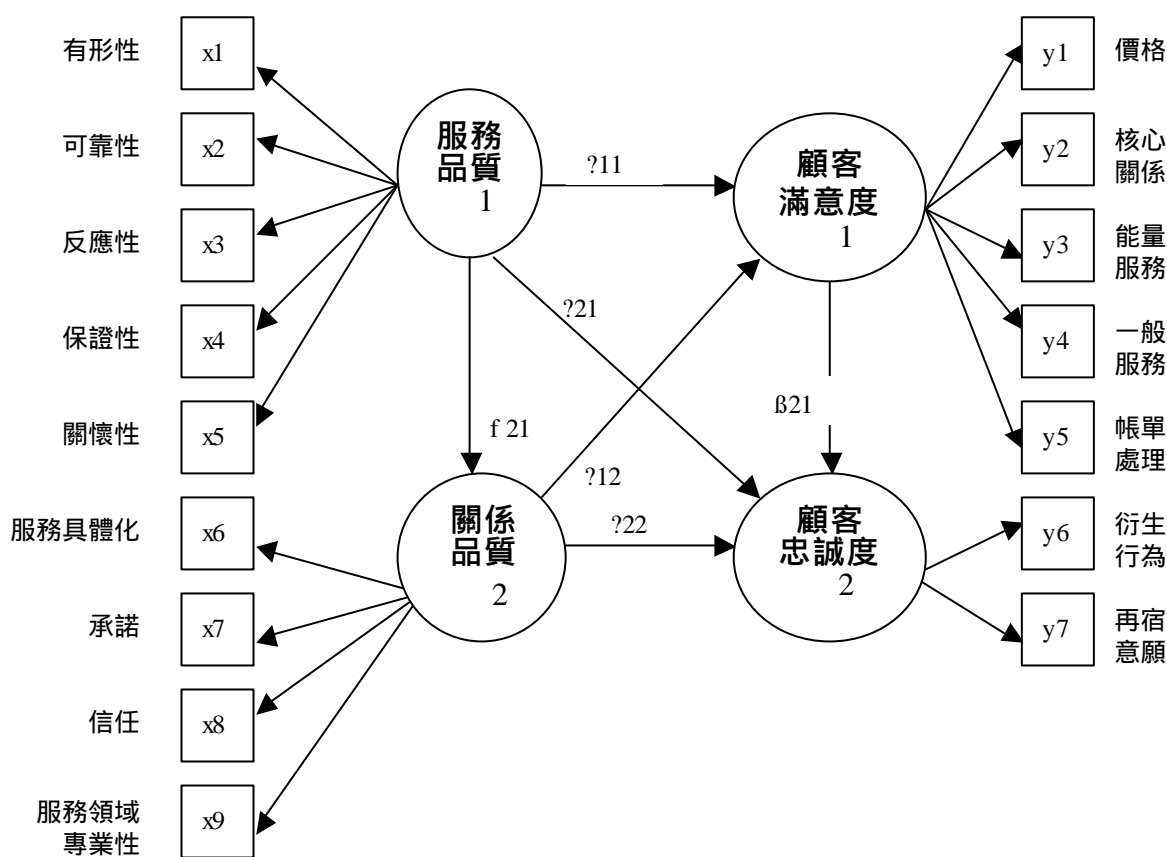 有形性
x1
可靠性
x2
反應性
x3
保證性
x4
關懷性
x5
服務具體化
x6
承諾
x7
信任
x8
服務領域
專業性
x9
服務
品質
1
?11
?21
f 21
關係
品質
2
?12
?22
顧客
滿意度
1
ß21
顧客
忠誠度
2
y1
價格
y2
核心
關係
y3
能量
服務
y4
一般
服務
y5
帳單
處理
y6
衍生
行為
y7
再宿
意願